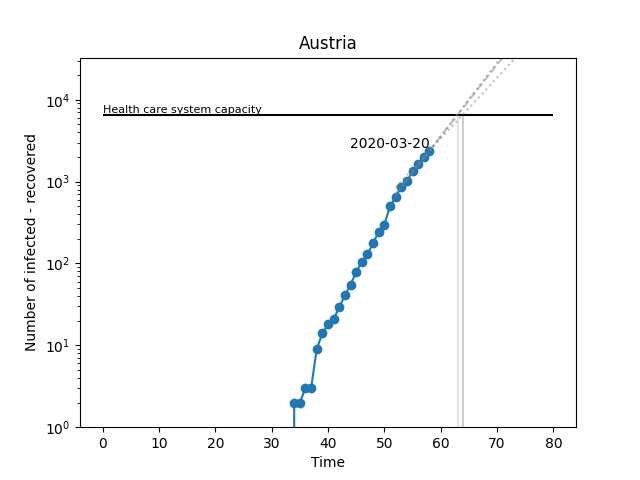 Austria
Number of infected - recovered
10^4
10^3
10^2
10^1
10^0
Health care system capacity
2020-03-20
0 10 20 30 40 50 60 70 80
Time